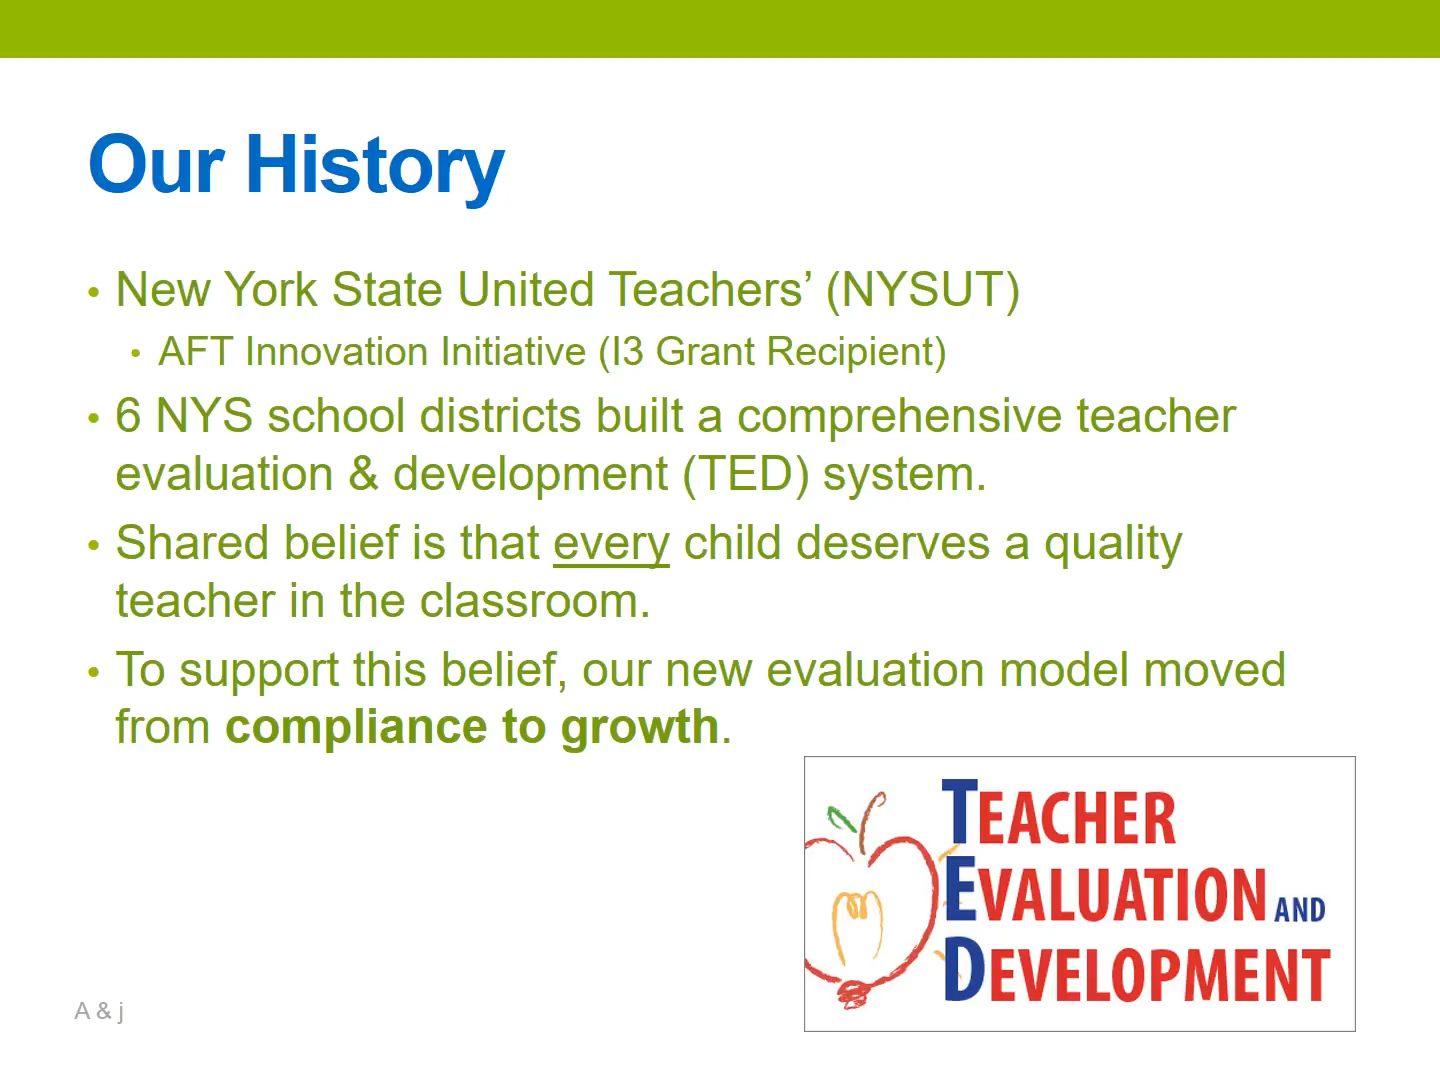 Our History
• New York State United Teachers’ (NYSUT)
• AFT Innovation Initiative (I3 Grant Recipient)
• 6 NYS school districts built a comprehensive teacher
evaluation & development (TED) system.
• Shared belief is that every child deserves a quality
teacher in the classroom.
• To support this belief, our new evaluation model moved
from compliance to growth.
TEACHER
EVALUATION AND
DEVELOPMENT
A & j